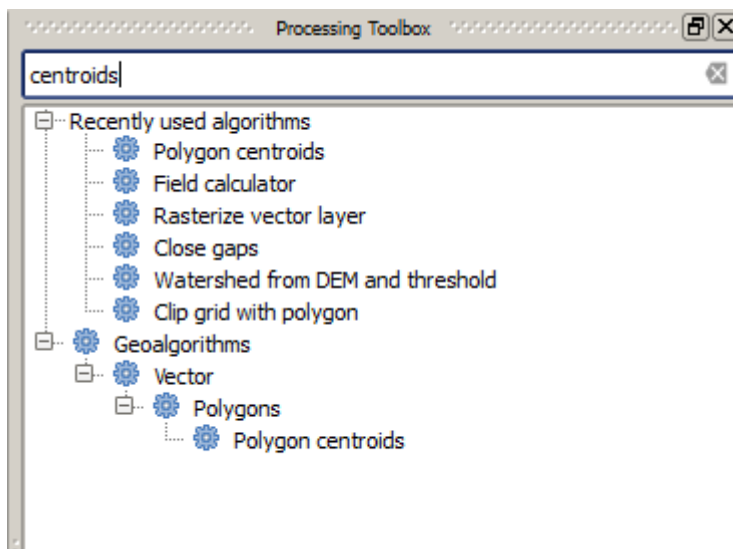 Processing Toolbox
centroids
Recently used algorithms
Polygon centroids
Field calculator
Rasterize vector layer
Close gaps
Watershed from DEM and threshold
Clip grid with polygon
Geoalgorithms
Vector
Polygons
Polygon centroids